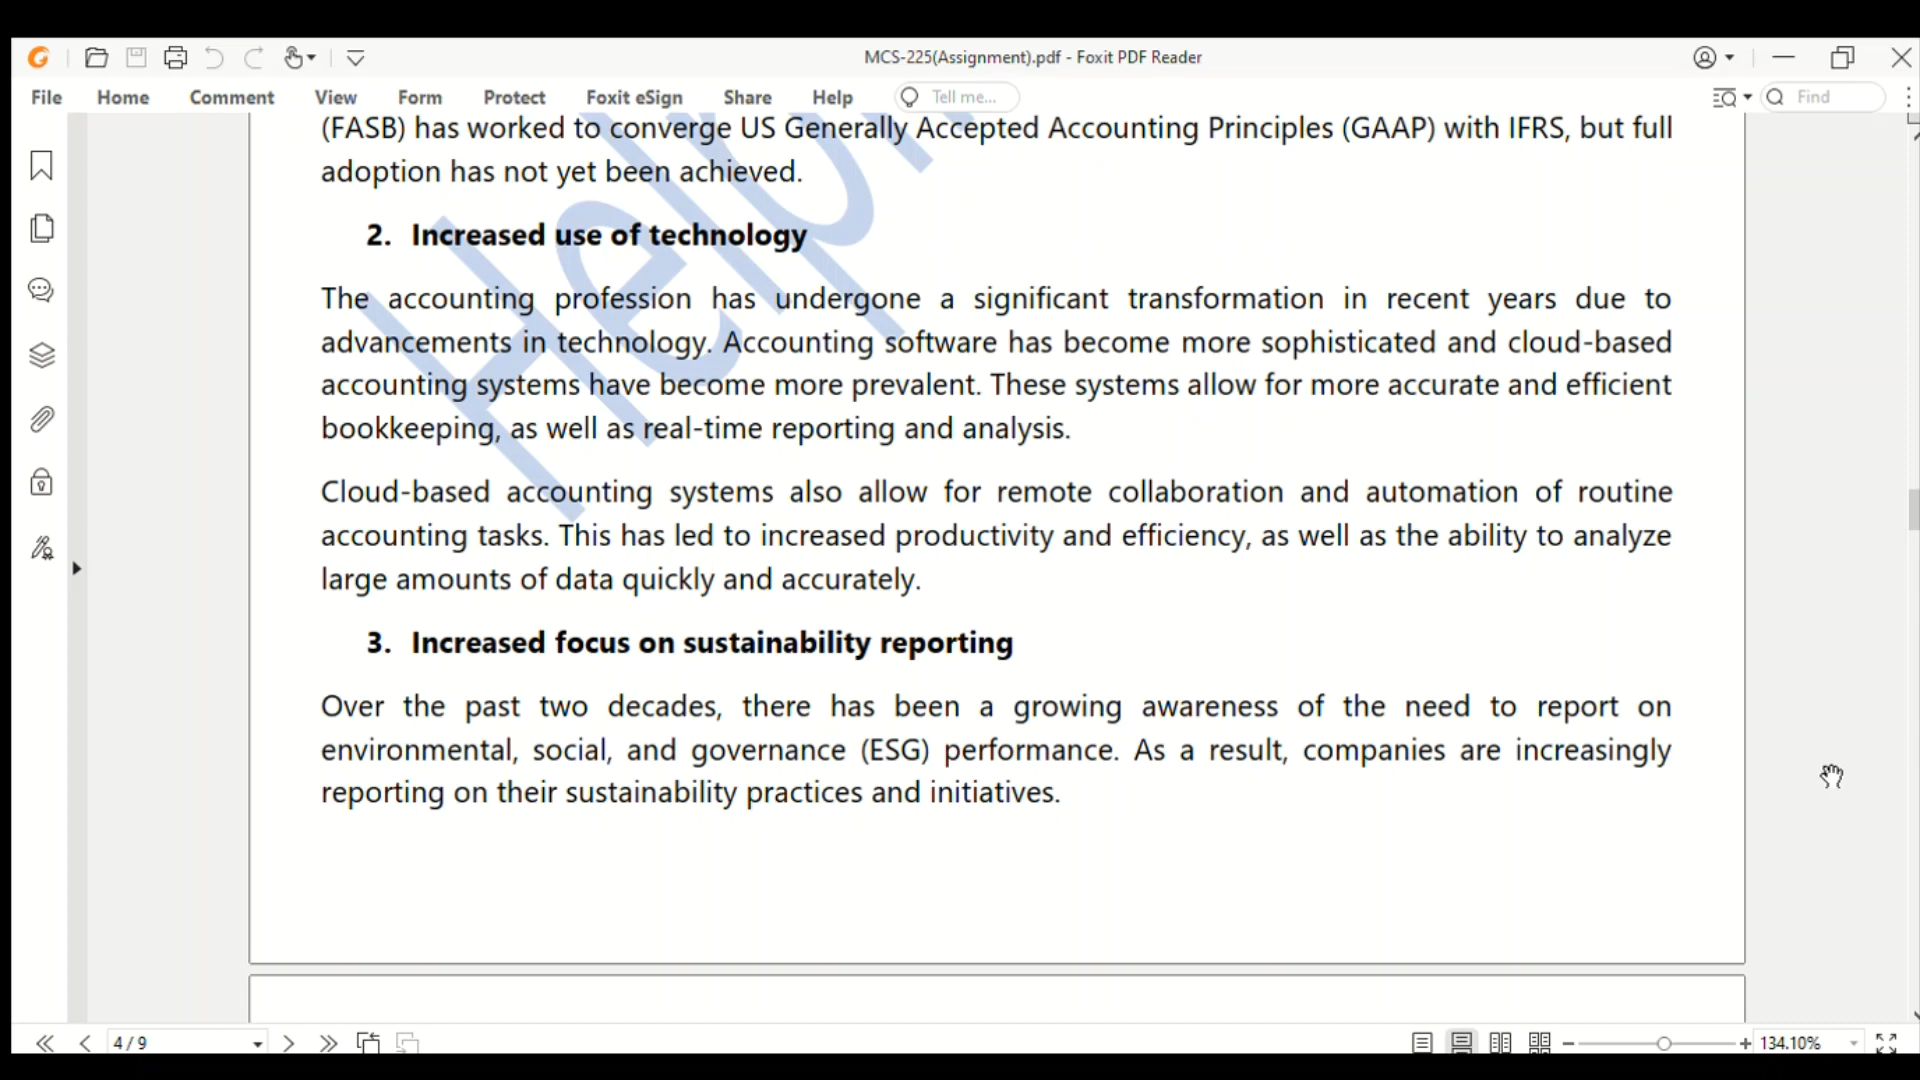 MCS-225(Assignment).pdf - Foxit PDF Reader
File Home Comment View Form Protect Foxit eSign Share Help Tell me... Find
(FASB) has worked to converge US Generally Accepted Accounting Principles (GAAP) with IFRS, but full
adoption has not yet been achieved.
2. Increased use of technology
The accounting profession has undergone a significant transformation in recent years due to
advancements in technology. Accounting software has become more sophisticated and cloud-based
accounting systems have become more prevalent. These systems allow for more accurate and efficient
bookkeeping, as well as real-time reporting and analysis.
Cloud-based accounting systems also allow for remote collaboration and automation of routine
accounting tasks. This has led to increased productivity and efficiency, as well as the ability to analyze
large amounts of data quickly and accurately.
3. Increased focus on sustainability reporting
Over the past two decades, there has been a growing awareness of the need to report on
environmental, social, and governance (ESG) performance. As a result, companies are increasingly
reporting on their sustainability practices and initiatives.
4 / 9
134.10%